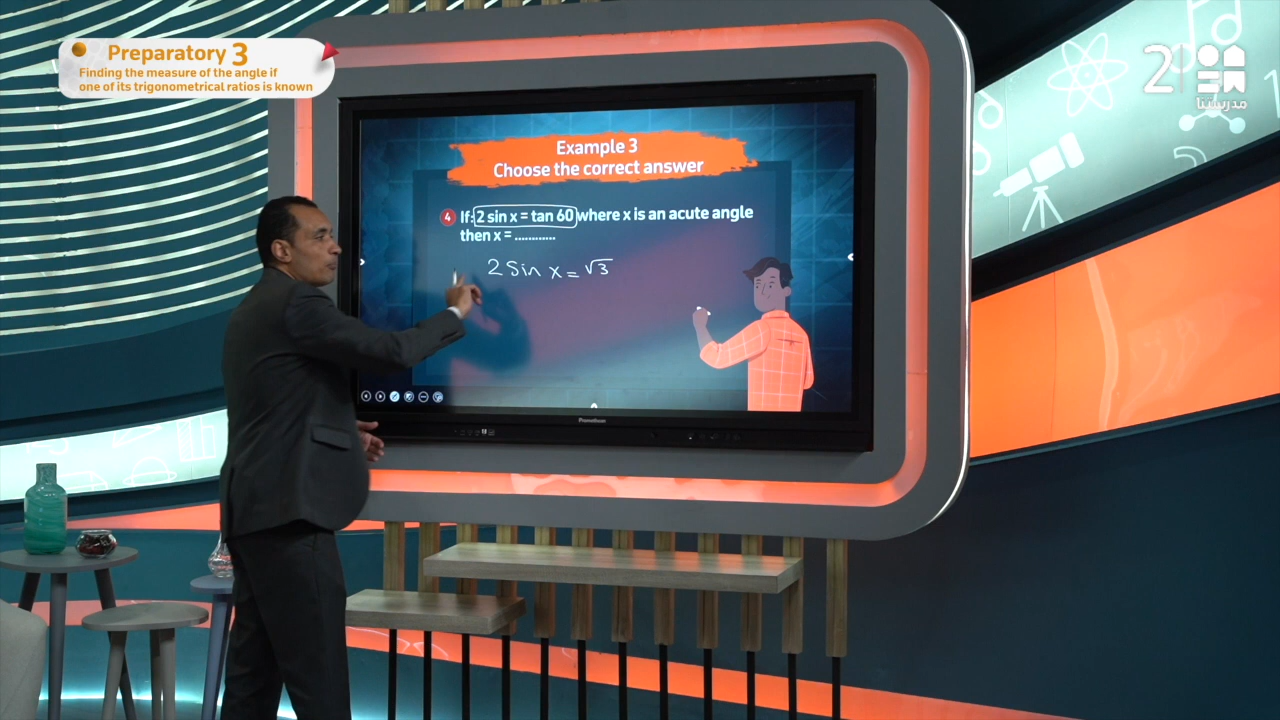 Preparatory 3
Finding the measure of the angle if
one of its trigonometrical ratios is known
2
مدرستنا
Example 3
Choose the correct answer
4 If: 2 sin x = tan 60 where x is an acute angle
then x = ............
2 Sin x = √3
Promethean